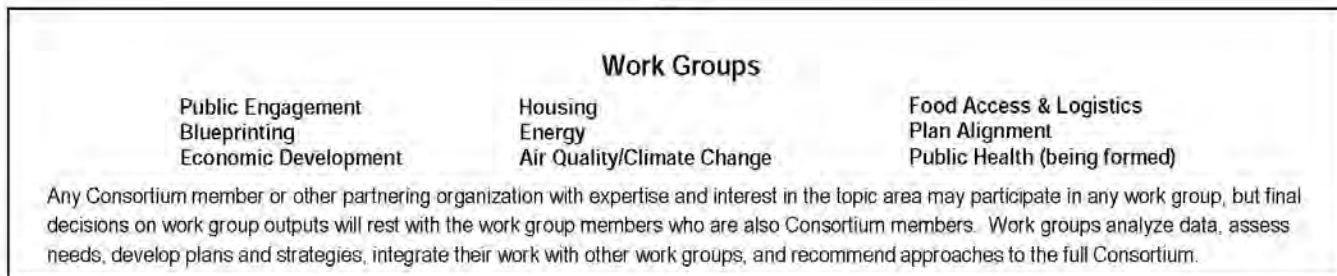 Work Groups
Public Engagement
Blueprinting
Economic Development
Housing
Energy
Air Quality/Climate Change
Food Access & Logistics
Plan Alignment
Public Health (being formed)
Any Consortium member or other partnering organization with expertise and interest in the topic area may participate in any work group, but final
decisions on work group outputs will rest with the work group members who are also Consortium members. Work groups analyze data, assess
needs, develop plans and strategies, integrate their work with other work groups, and recommend approaches to the full Consortium.